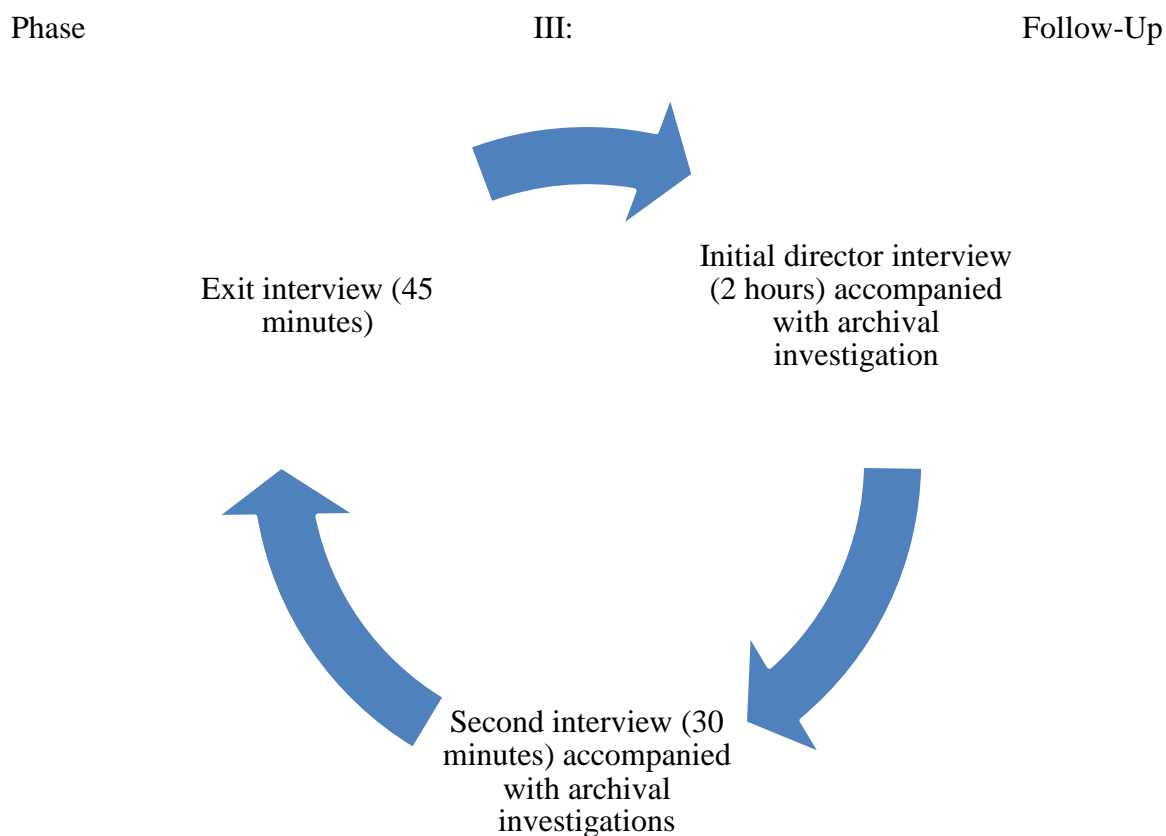 Phase III: Follow-Up
Initial director interview
(2 hours) accompanied
with archival
investigation
Second interview (30
minutes) accompanied
with archival
investigations
Exit interview (45
minutes)